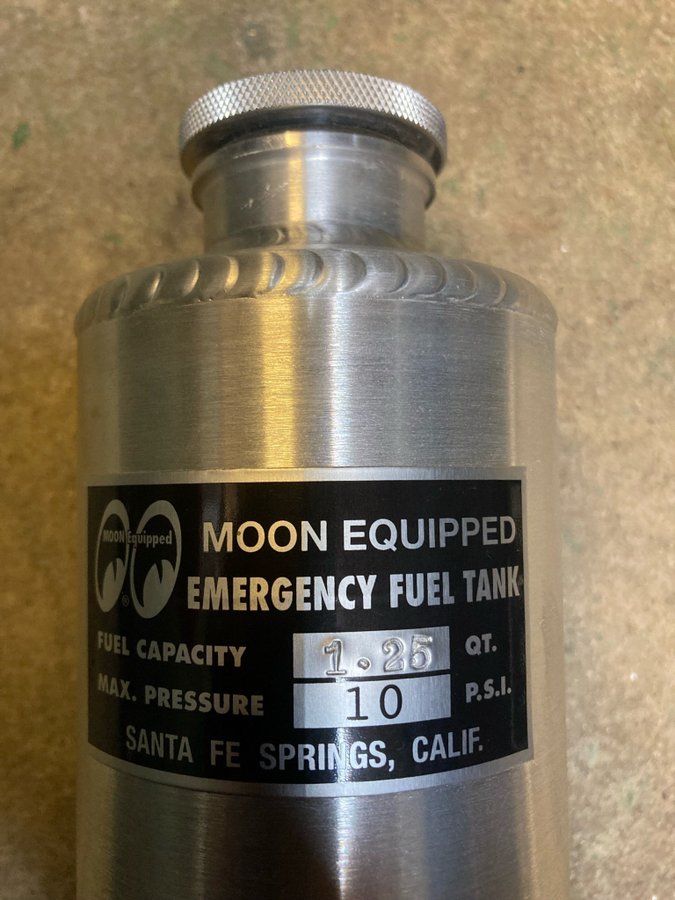 MOON Equipped
®
MOON EQUIPPED
EMERGENCY FUEL TANK
FUEL CAPACITY 1.25 QT.
MAX. PRESSURE 10 P.S.I.
SANTA FE SPRINGS, CALIF.